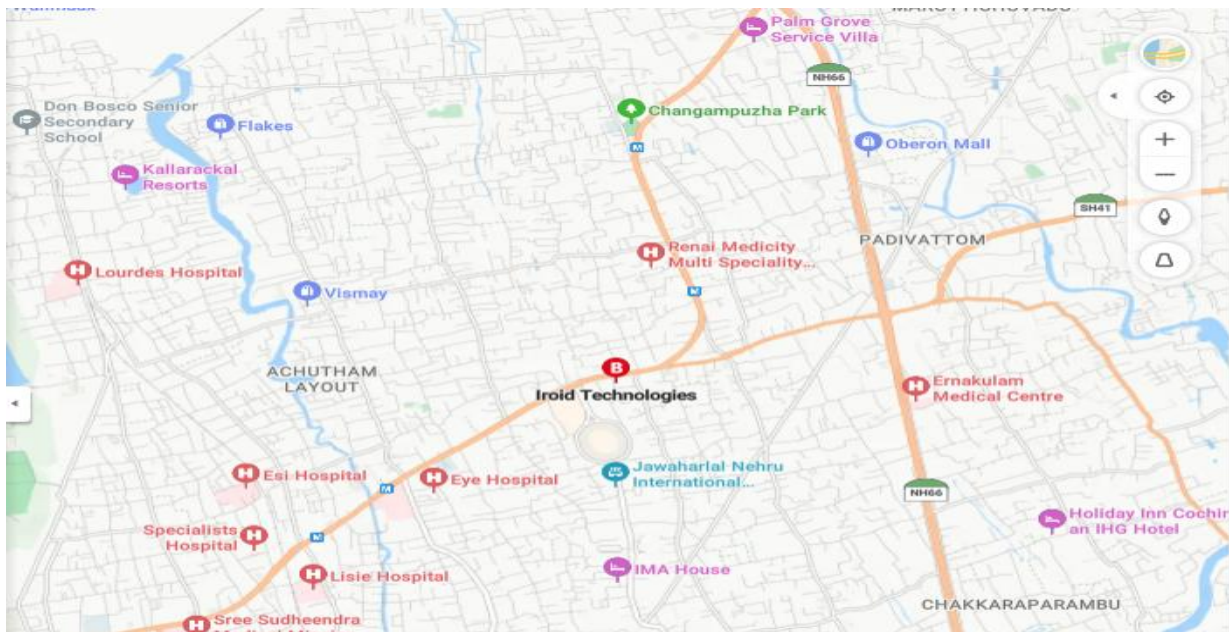 Palm Grove
Service Villa
NH66
Don Bosco Senior
Secondary
School
Flakes
Changampuzha Park
M
Oberon Mall
Kallarackal
Resorts
SH41
PADIVATTOM
Renai Medicity
Multi Speciality...
Lourdes Hospital
Vismay
M
ACHUTHAM
LAYOUT
B
Iroid Technologies
Ernakulam
Medical Centre
Esi Hospital
Eye Hospital
Jawaharlal Nehru
International...
M
NH66
Specialists
Hospital
M
Holiday Inn Cochin
an IHG Hotel
Lisie Hospital
IMA House
CHAKKARAPARAMBU
Sree Sudheendra